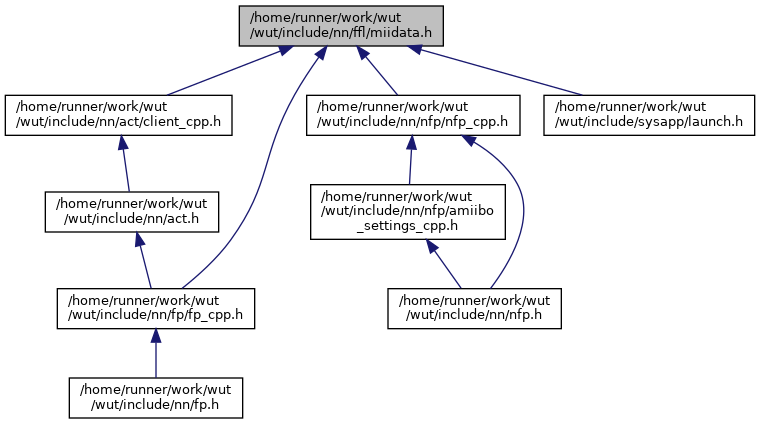 /home/runner/work/wut
/wut/include/nn/ffl/miidata.h
/home/runner/work/wut
/wut/include/nn/act/client_cpp.h
/home/runner/work/wut
/wut/include/nn/nfp/nfp_cpp.h
/home/runner/work/wut
/wut/include/sysapp/launch.h
/home/runner/work/wut
/wut/include/nn/act.h
/home/runner/work/wut
/wut/include/nn/nfp/amiibo
_settings_cpp.h
/home/runner/work/wut
/wut/include/nn/fp/fp_cpp.h
/home/runner/work/wut
/wut/include/nn/nfp.h
/home/runner/work/wut
/wut/include/nn/fp.h